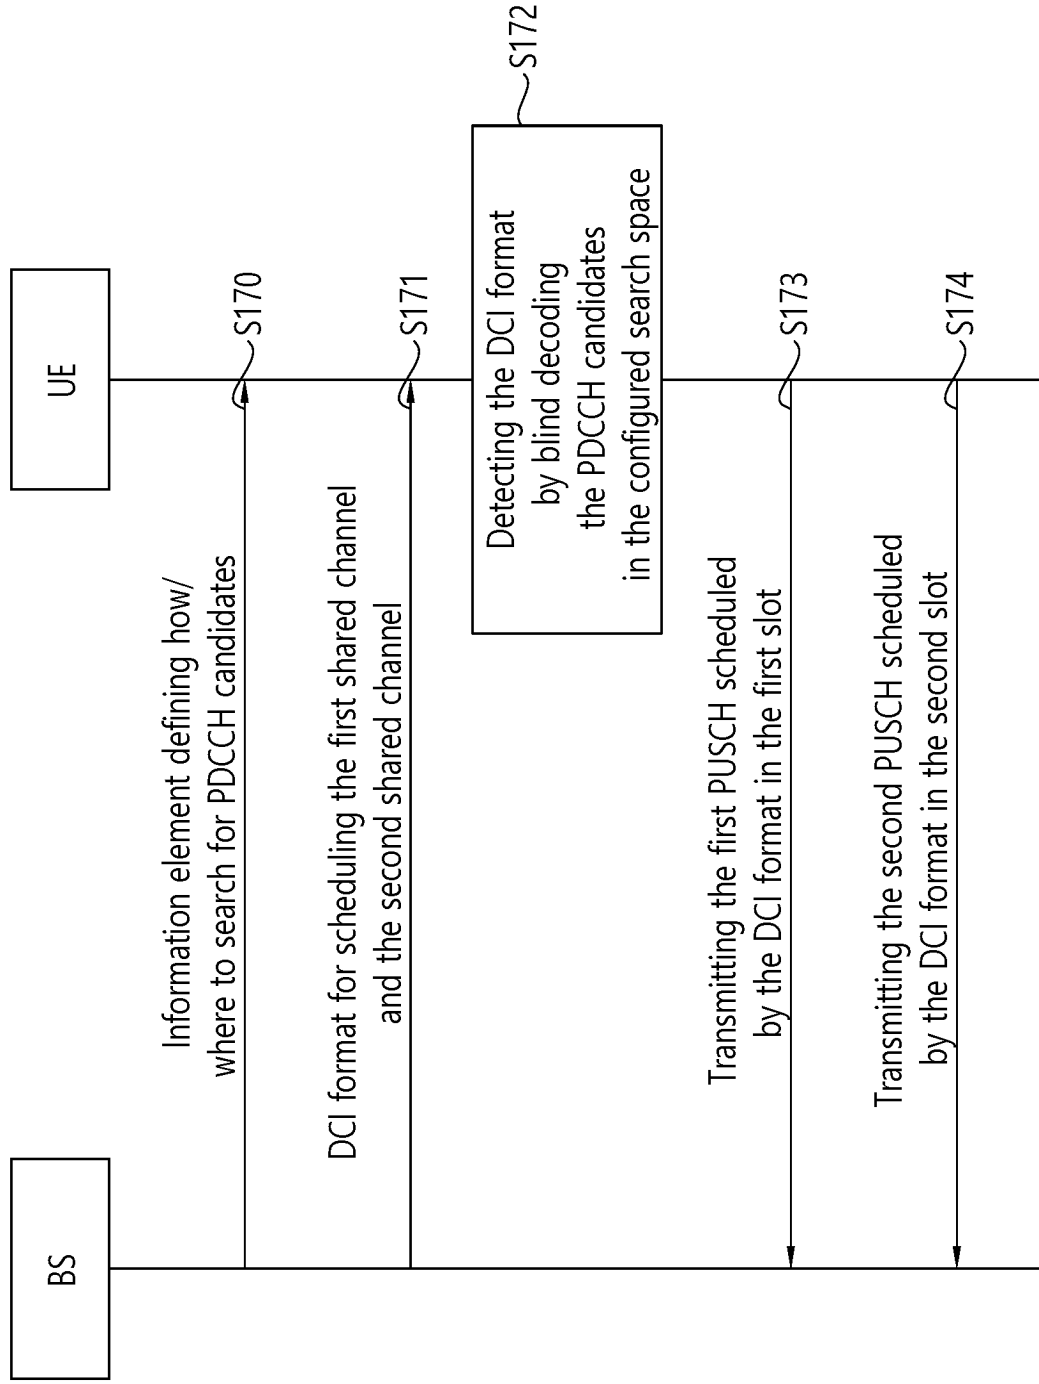 BS
UE
Information element defining how/
where to search for PDCCH candidates
S170
DCI format for scheduling the first shared channel
and the second shared channel
S171
Detecting the DCI format
by blind decoding
the PDCCH candidates
in the configured search space
S172
Transmitting the first PUSCH scheduled
by the DCI format in the first slot
S173
Transmitting the second PUSCH scheduled
by the DCI format in the second slot
S174